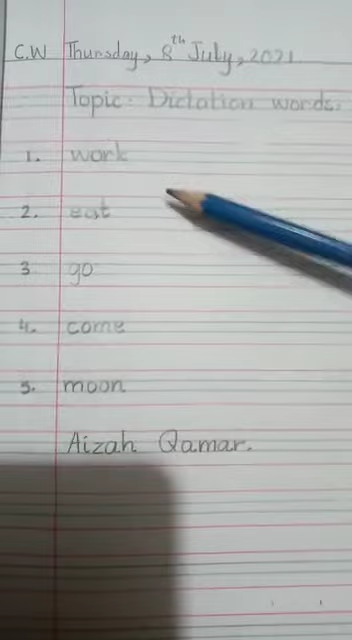 C.W Thursday, 8th July, 2021
Topic. Dictation words.
1. work
2. eat
3. go
4. come
5. moon
Aizah Qamar.